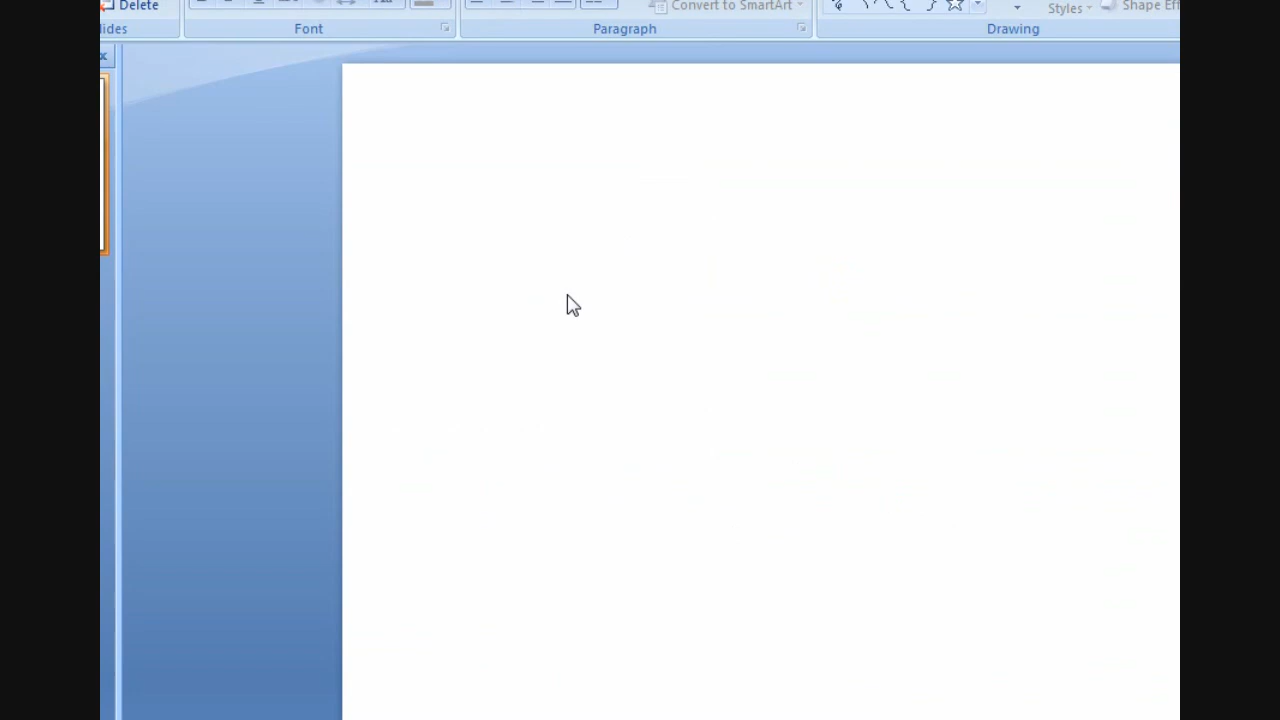 Delete
Convert to SmartArt
Styles
Shape Eff
lides
Font
Paragraph
Drawing